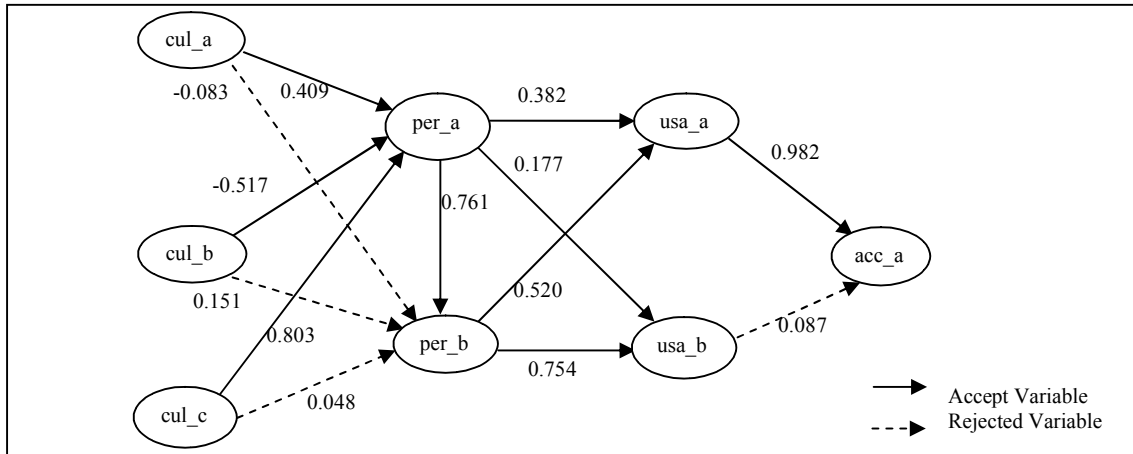 cul_a
-0.083
0.409
per_a
0.382
usa_a
0.982
0.177
-0.517
0.761
cul_b
acc_a
0.151
0.520
0.087
0.803
per_b
usa_b
0.754
cul_c
0.048
Accept Variable
Rejected Variable